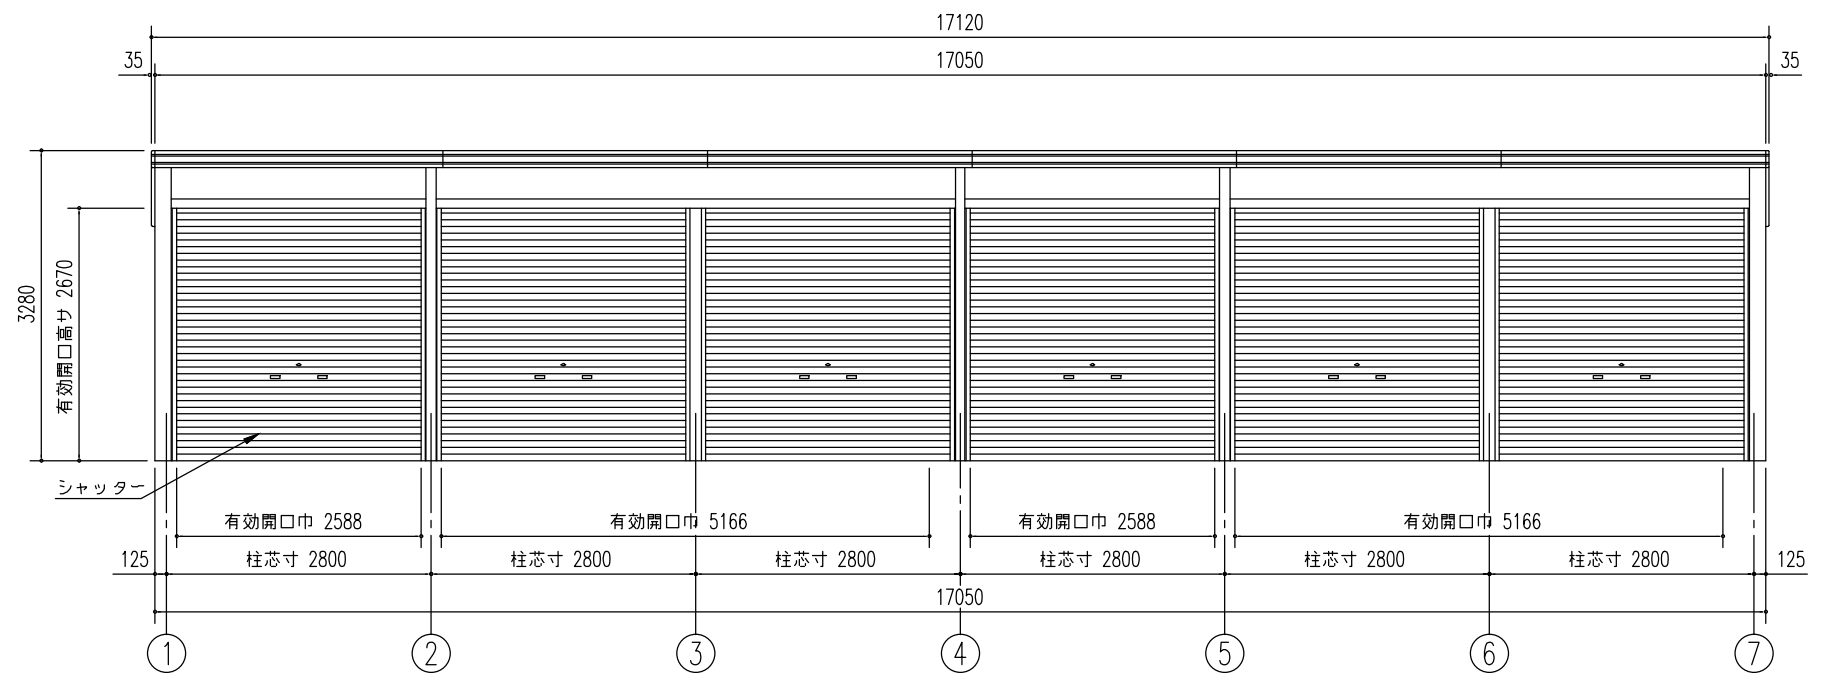 17120
35 17050 35
3280
有効開口高サ 2670
シャッター
有効開口巾 2588 有効開口巾 5166 有効開口巾 2588 有効開口巾 5166
125 柱芯寸 2800 柱芯寸 2800 柱芯寸 2800 柱芯寸 2800 柱芯寸 2800 柱芯寸 2800 125
17050
1 2 3 4 5 6 7